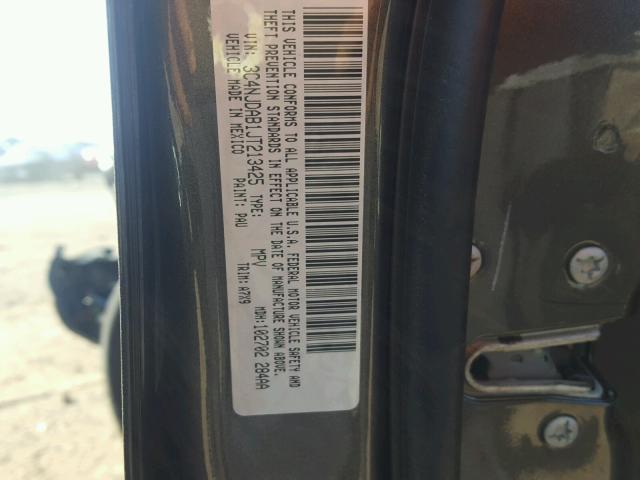 THIS VEHICLE CONFORMS TO ALL APPLICABLE U.S.A. FEDERAL MOTOR VEHICLE SAFETY AND
THEFT PREVENTION STANDARDS IN EFFECT ON THE DATE OF MANUFACTURE SHOWN ABOVE.
VIN: 3C4NJDAB1JT213425 TYPE: MPV MDH: 102702 284AA
VEHICLE MADE IN MEXICO PAINT: PAU TRIM: A7X9